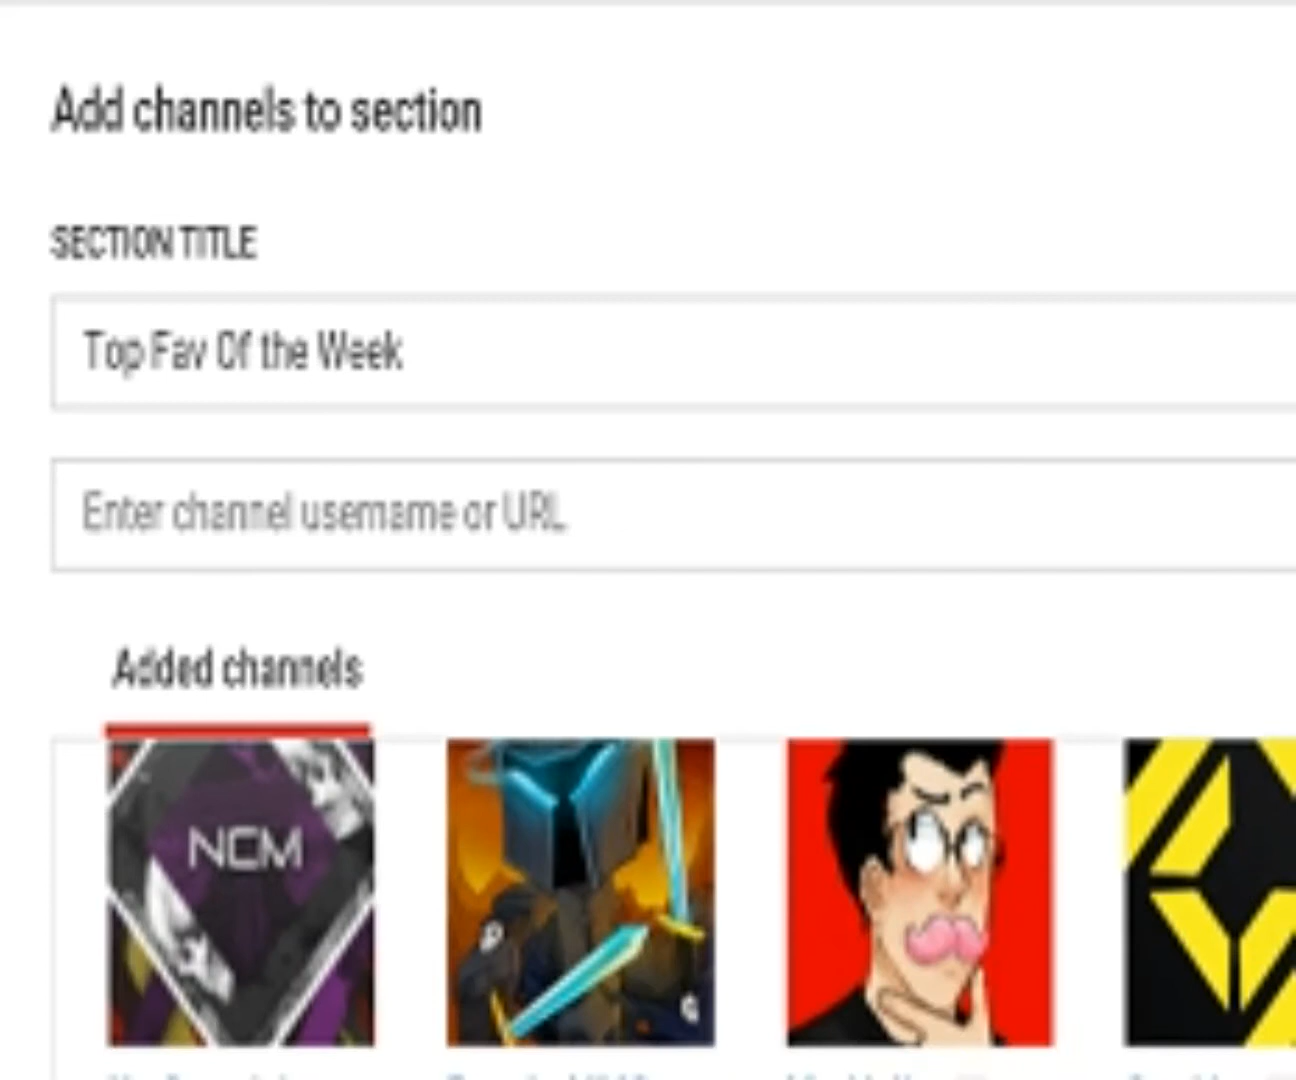 Add channels to section
SECTION TITLE
Top Fav Of the Week
Enter channel username or URL
Added channels
NCM